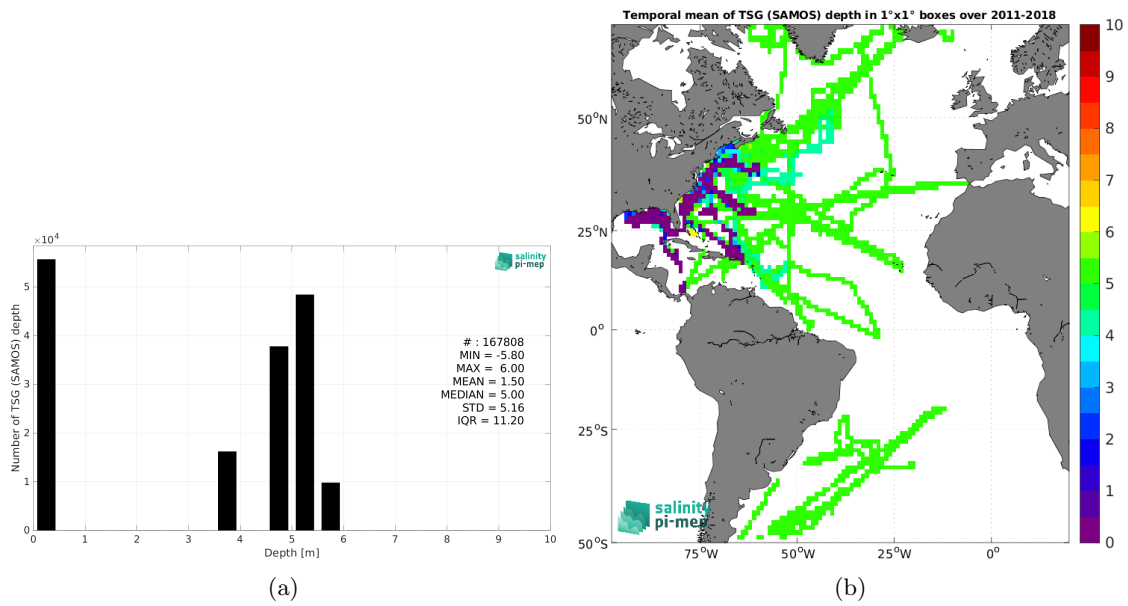 Temporal mean of TSG (SAMOS) depth in 1°x1° boxes over 2011-2018
×10⁴
5
4
3
2
1
0
Number of TSG (SAMOS) depth
salinity
pi-mep
# : 167808
MIN = -5.80
MAX = 6.00
MEAN = 1.50
MEDIAN = 5.00
STD = 5.16
IQR = 11.20
0 1 2 3 4 5 6 7 8 9 10
Depth [m]
(a)
50°N
25°N
0°
25°S
50°S
75°W 50°W 25°W 0°
salinity
pi-mep
10
9
8
7
6
5
4
3
2
1
0
(b)